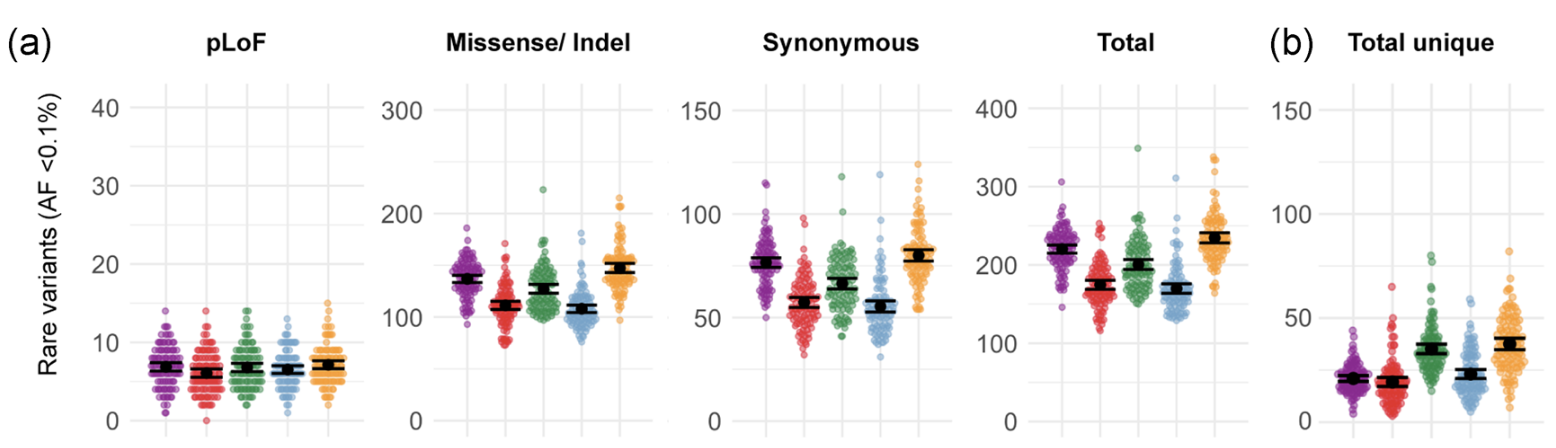 (a)
pLoF
Missense/ Indel
Synonymous
Total
(b)
Total unique
Rare variants (AF <0.1%)
40
30
20
10
0
300
200
100
0
150
100
50
0
400
300
200
100
0
150
100
50
0